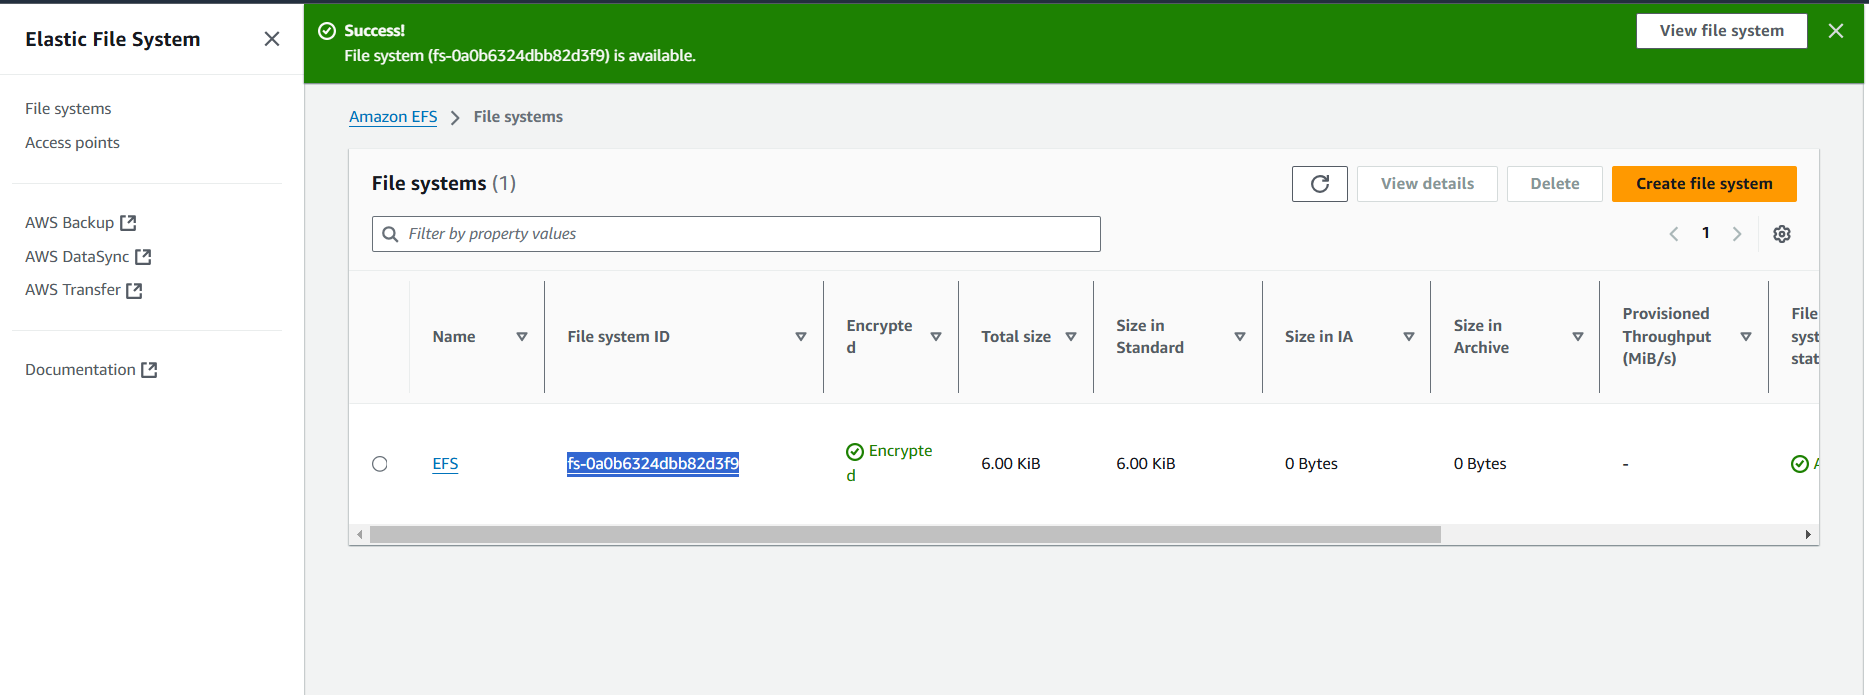 Elastic File System
File systems
Access points
AWS Backup
AWS DataSync
AWS Transfer
Documentation
Success!
File system (fs-0a0b6324dbb82d3f9) is available.
View file system
Amazon EFS
File systems
File systems (1)
View details
Delete
Create file system
Filter by property values
1
Name
File system ID
Encrypte
d
Total size
Size in
Standard
Size in IA
Size in
Archive
Provisioned
Throughput
(MiB/s)
File
syst
stat
EFS
fs-0a0b6324dbb82d3f9
Encrypte
d
6.00 KiB
6.00 KiB
0 Bytes
0 Bytes
-